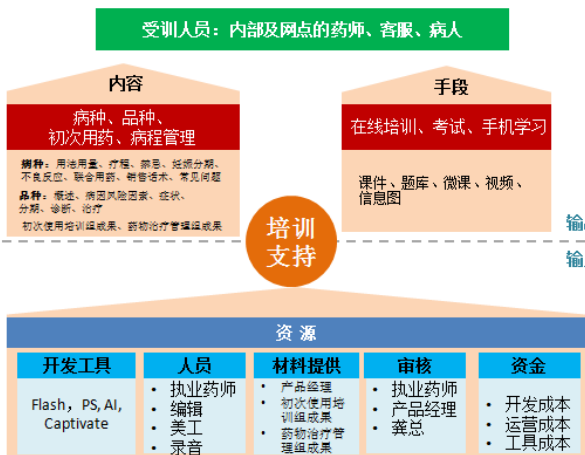 受训人员：内部及网点的药师、客服、病人
内容
病种、品种、
初次用药、病程管理
病种：用法用量、疗程、禁忌、妊娠分期、
不良反应、联合用药、销售话术、常见问题
品种：概述、病因风险因素、症状、
分期、诊断、治疗
初次使用培训组成果、药物治疗管理组成果
手段
在线培训、考试、手机学习
课件、题库、微课、视频、
信息图
培训
支持
输
输
资 源
开发工具
Flash，PS, AI,
Captivate
人员
• 执业药师
• 编辑
• 美工
• 录音
材料提供
• 产品经理
• 初次使用培
训组成果
• 药物治疗管
理组成果
审核
• 执业药师
• 产品经理
• 龚总
资金
• 开发成本
• 运营成本
• 工具成本